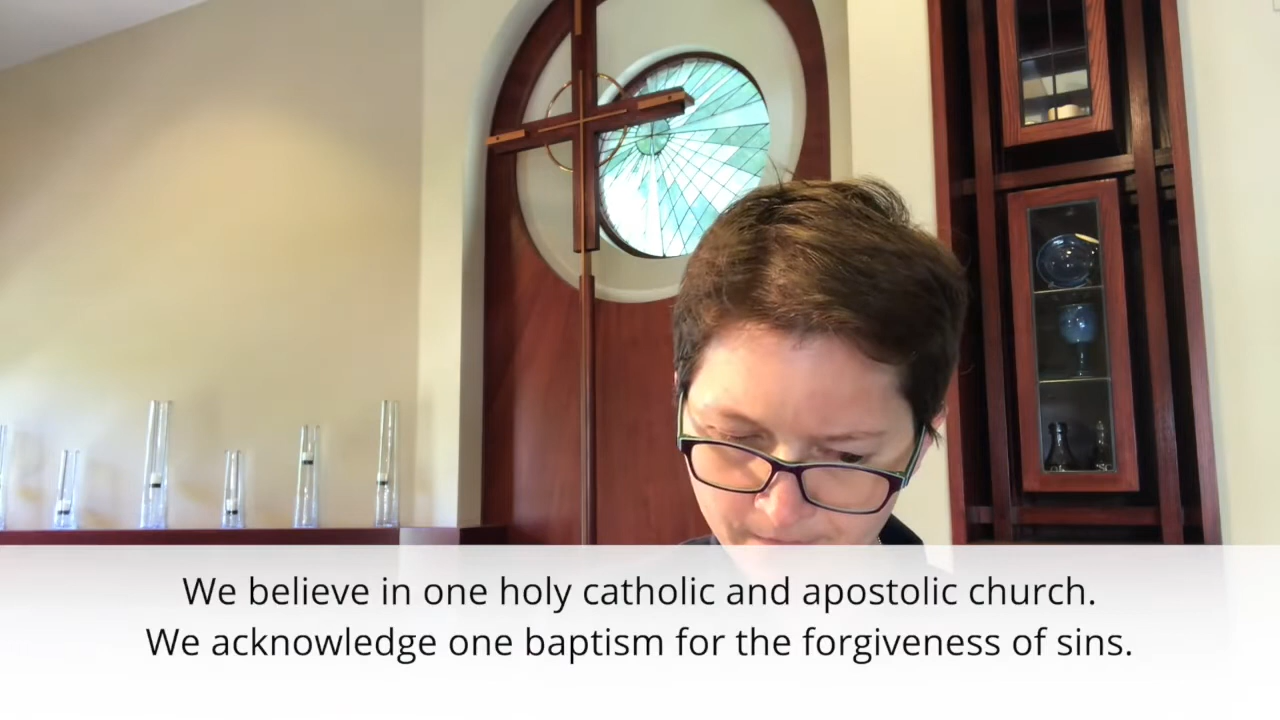 We believe in one holy catholic and apostolic church.
We acknowledge one baptism for the forgiveness of sins.